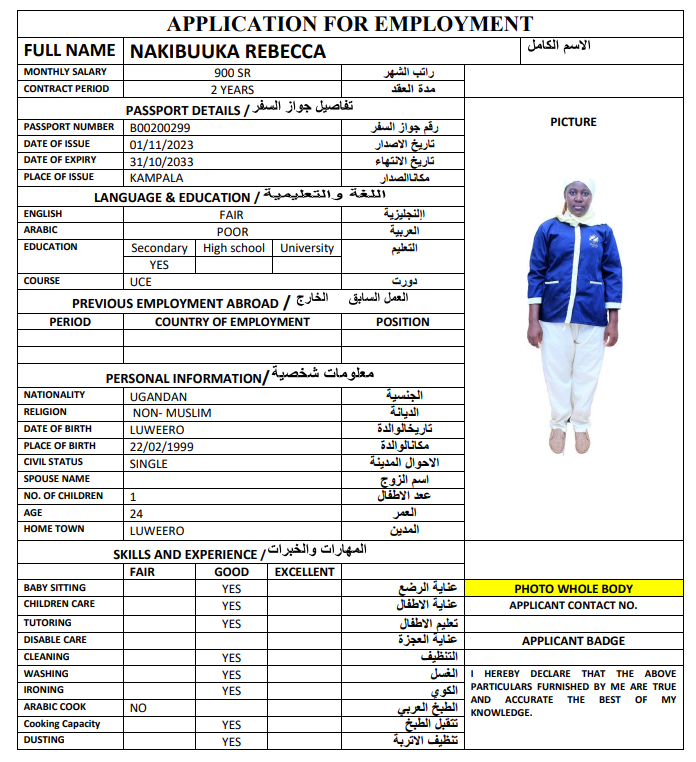 APPLICATION FOR EMPLOYMENT
FULL NAME NAKIBUUKA REBECCA الاسم الكامل
MONTHLY SALARY 900 SR راتب الشهر
CONTRACT PERIOD 2 YEARS مدة العقد
PASSPORT DETAILS / تفاصيل جواز السفر
PICTURE
PASSPORT NUMBER B00200299 رقم جواز السفر
DATE OF ISSUE 01/11/2023 تاريخ الاصدار
DATE OF EXPIRY 31/10/2033 تاريخ الانتهاء
PLACE OF ISSUE KAMPALA مكاناالصدار
LANGUAGE & EDUCATION / اللغة والتعليمية
ENGLISH FAIR اإلنجليزية
ARABIC POOR العربية
EDUCATION Secondary High school University التعليم
YES
COURSE UCE دورت
PREVIOUS EMPLOYMENT ABROAD / العمل السابق الخارج
PERIOD COUNTRY OF EMPLOYMENT POSITION
PERSONAL INFORMATION/ معلومات شخصية
NATIONALITY UGANDAN الجنسية
RELIGION NON- MUSLIM الديانة
DATE OF BIRTH LUWEERO تاريخالوالدة
PLACE OF BIRTH 22/02/1999 مكانالوالدة
CIVIL STATUS SINGLE الاحوال المدينة
SPOUSE NAME اسم الزوج
NO. OF CHILDREN 1 عدد الاطفال
AGE 24 العمر
HOME TOWN LUWEERO المدين
SKILLS AND EXPERIENCE / المهارات والخبرات
FAIR GOOD EXCELLENT
BABY SITTING YES عناية الرضع
PHOTO WHOLE BODY
CHILDREN CARE YES عناية الاطفال
APPLICANT CONTACT NO.
TUTORING YES تعليم الاطفال
DISABLE CARE عناية العجزة
APPLICANT BADGE
CLEANING YES التنظيف
WASHING YES الغسل
IRONING YES الكوي
ARABIC COOK NO الطبخ العربي
Cooking Capacity YES تتقبل الطبخ
DUSTING YES تنظيف الاتربة
I HEREBY DECLARE THAT THE ABOVE
PARTICULARS FURNISHED BY ME ARE TRUE
AND ACCURATE THE BEST OF MY
KNOWLEDGE.